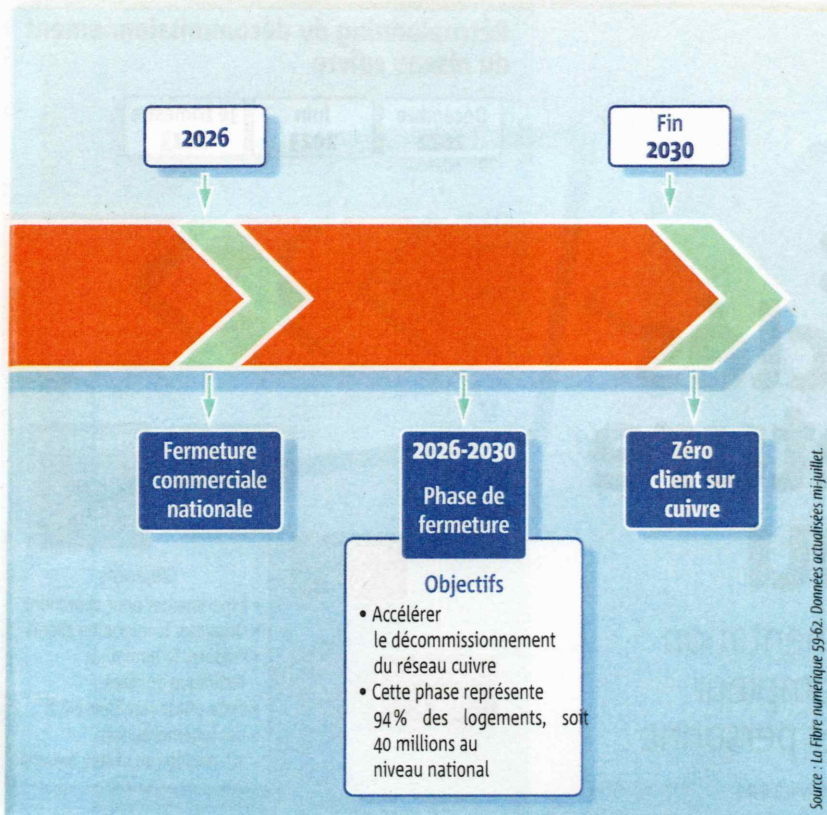 2026
Fin
2030
Fermeture
commerciale
nationale
2026-2030
Phase de
fermeture
Zéro
client sur
cuivre
Objectifs
• Accélérer
le décommissionnement
du réseau cuivre
• Cette phase représente
94% des logements, soit
40 millions au
niveau national
Source : La Fibre numérique 59-62. Données actualisées mi-juillet.